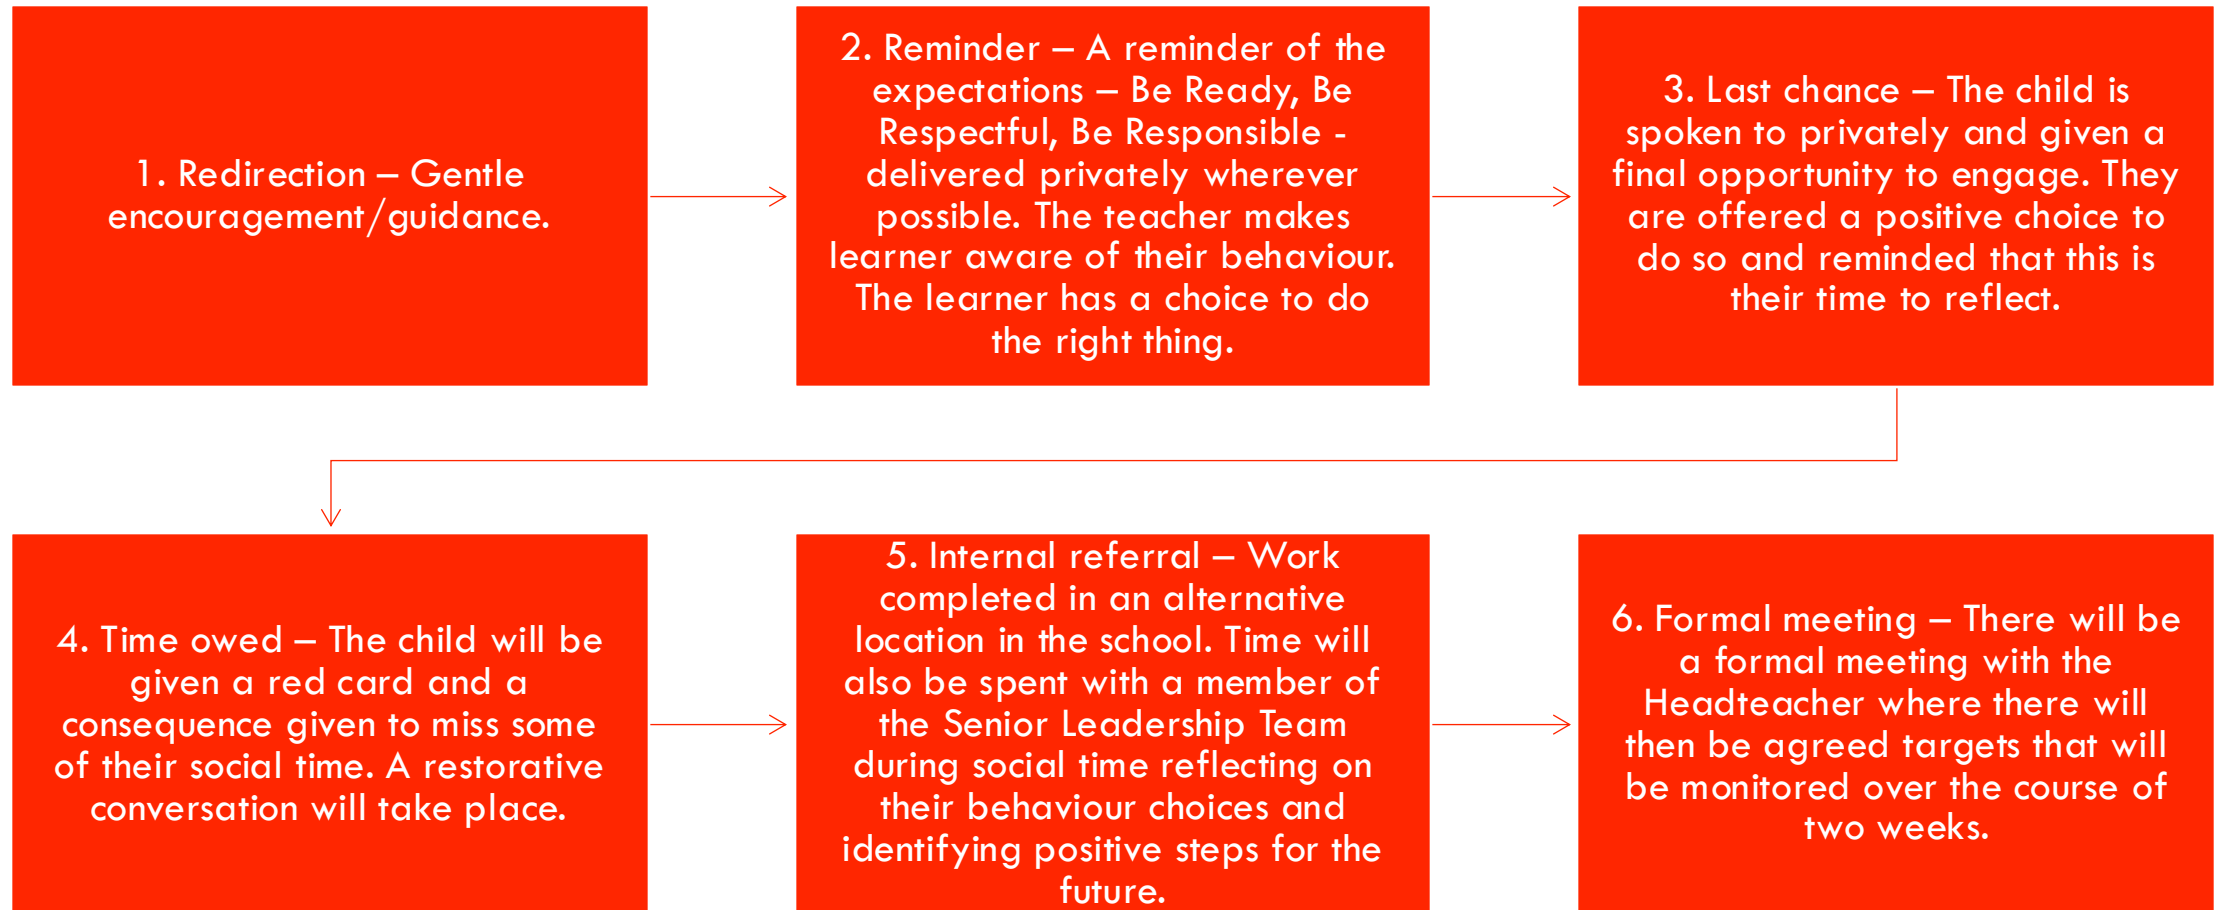 1. Redirection – Gentle
encouragement/guidance.
2. Reminder – A reminder of the
expectations – Be Ready, Be
Respectful, Be Responsible -
delivered privately wherever
possible. The teacher makes
learner aware of their behaviour.
The learner has a choice to do
the right thing.
3. Last chance – The child is
spoken to privately and given a
final opportunity to engage. They
are offered a positive choice to
do so and reminded that this is
their time to reflect.
4. Time owed – The child will be
given a red card and a
consequence given to miss some
of their social time. A restorative
conversation will take place.
5. Internal referral – Work
completed in an alternative
location in the school. Time will
also be spent with a member of
the Senior Leadership Team
during social time reflecting on
their behaviour choices and
identifying positive steps for the
future.
6. Formal meeting – There will be
a formal meeting with the
Headteacher where there will
then be agreed targets that will
be monitored over the course of
two weeks.